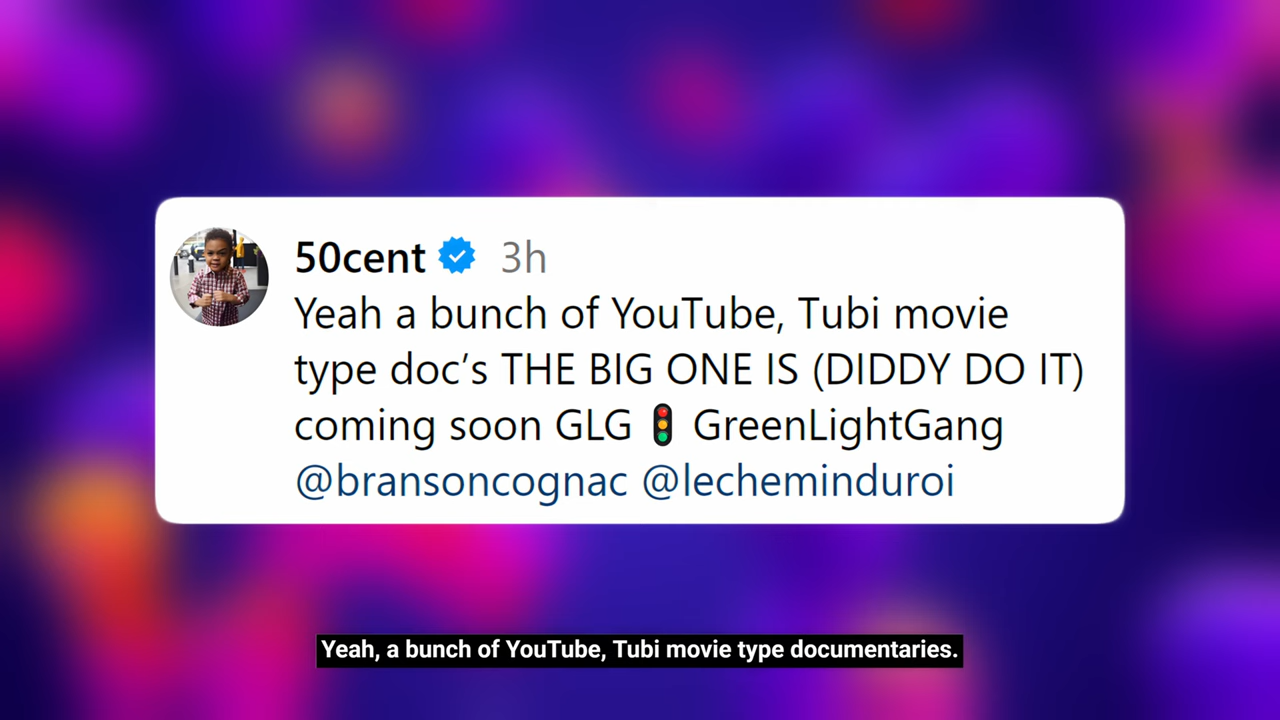 50cent 3h
Yeah a bunch of YouTube, Tubi movie
type doc’s THE BIG ONE IS (DIDDY DO IT)
coming soon GLG 🚦 GreenLightGang
@bransoncognac @lecheminduroi
Yeah, a bunch of YouTube, Tubi movie type documentaries.